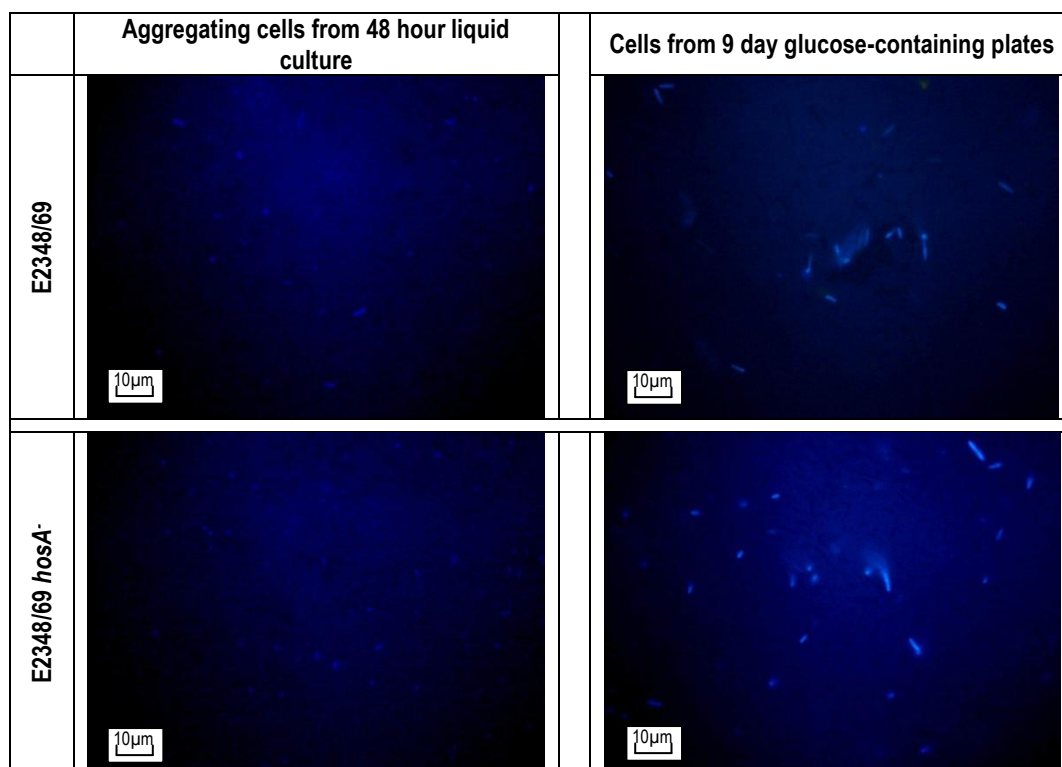 Aggregating cells from 48 hour liquid
culture
Cells from 9 day glucose-containing plates
E2348/69
10μm
10μm
E2348/69 hosA-
10μm
10μm